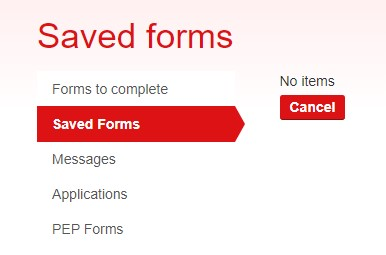 Saved forms
Forms to complete
Saved Forms
Messages
Applications
PEP Forms
No items
Cancel